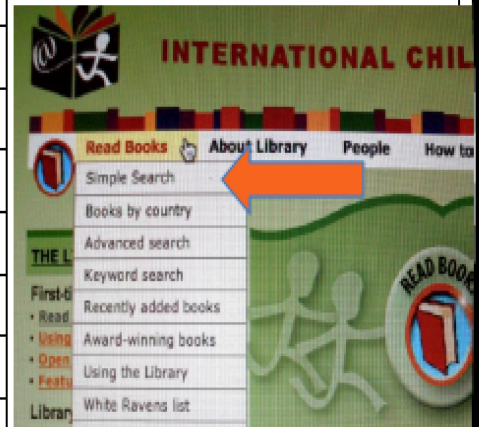 @
INTERNATIONAL CHIL
Read Books About Library People How to
Simple Search
Books by country
Advanced search
Keyword search
Recently added books
Award-winning books
Using the Library
White Ravens list
THE L
First-ti
• Read
• Using
• Open
• Featu
Librar
READ BOOKS